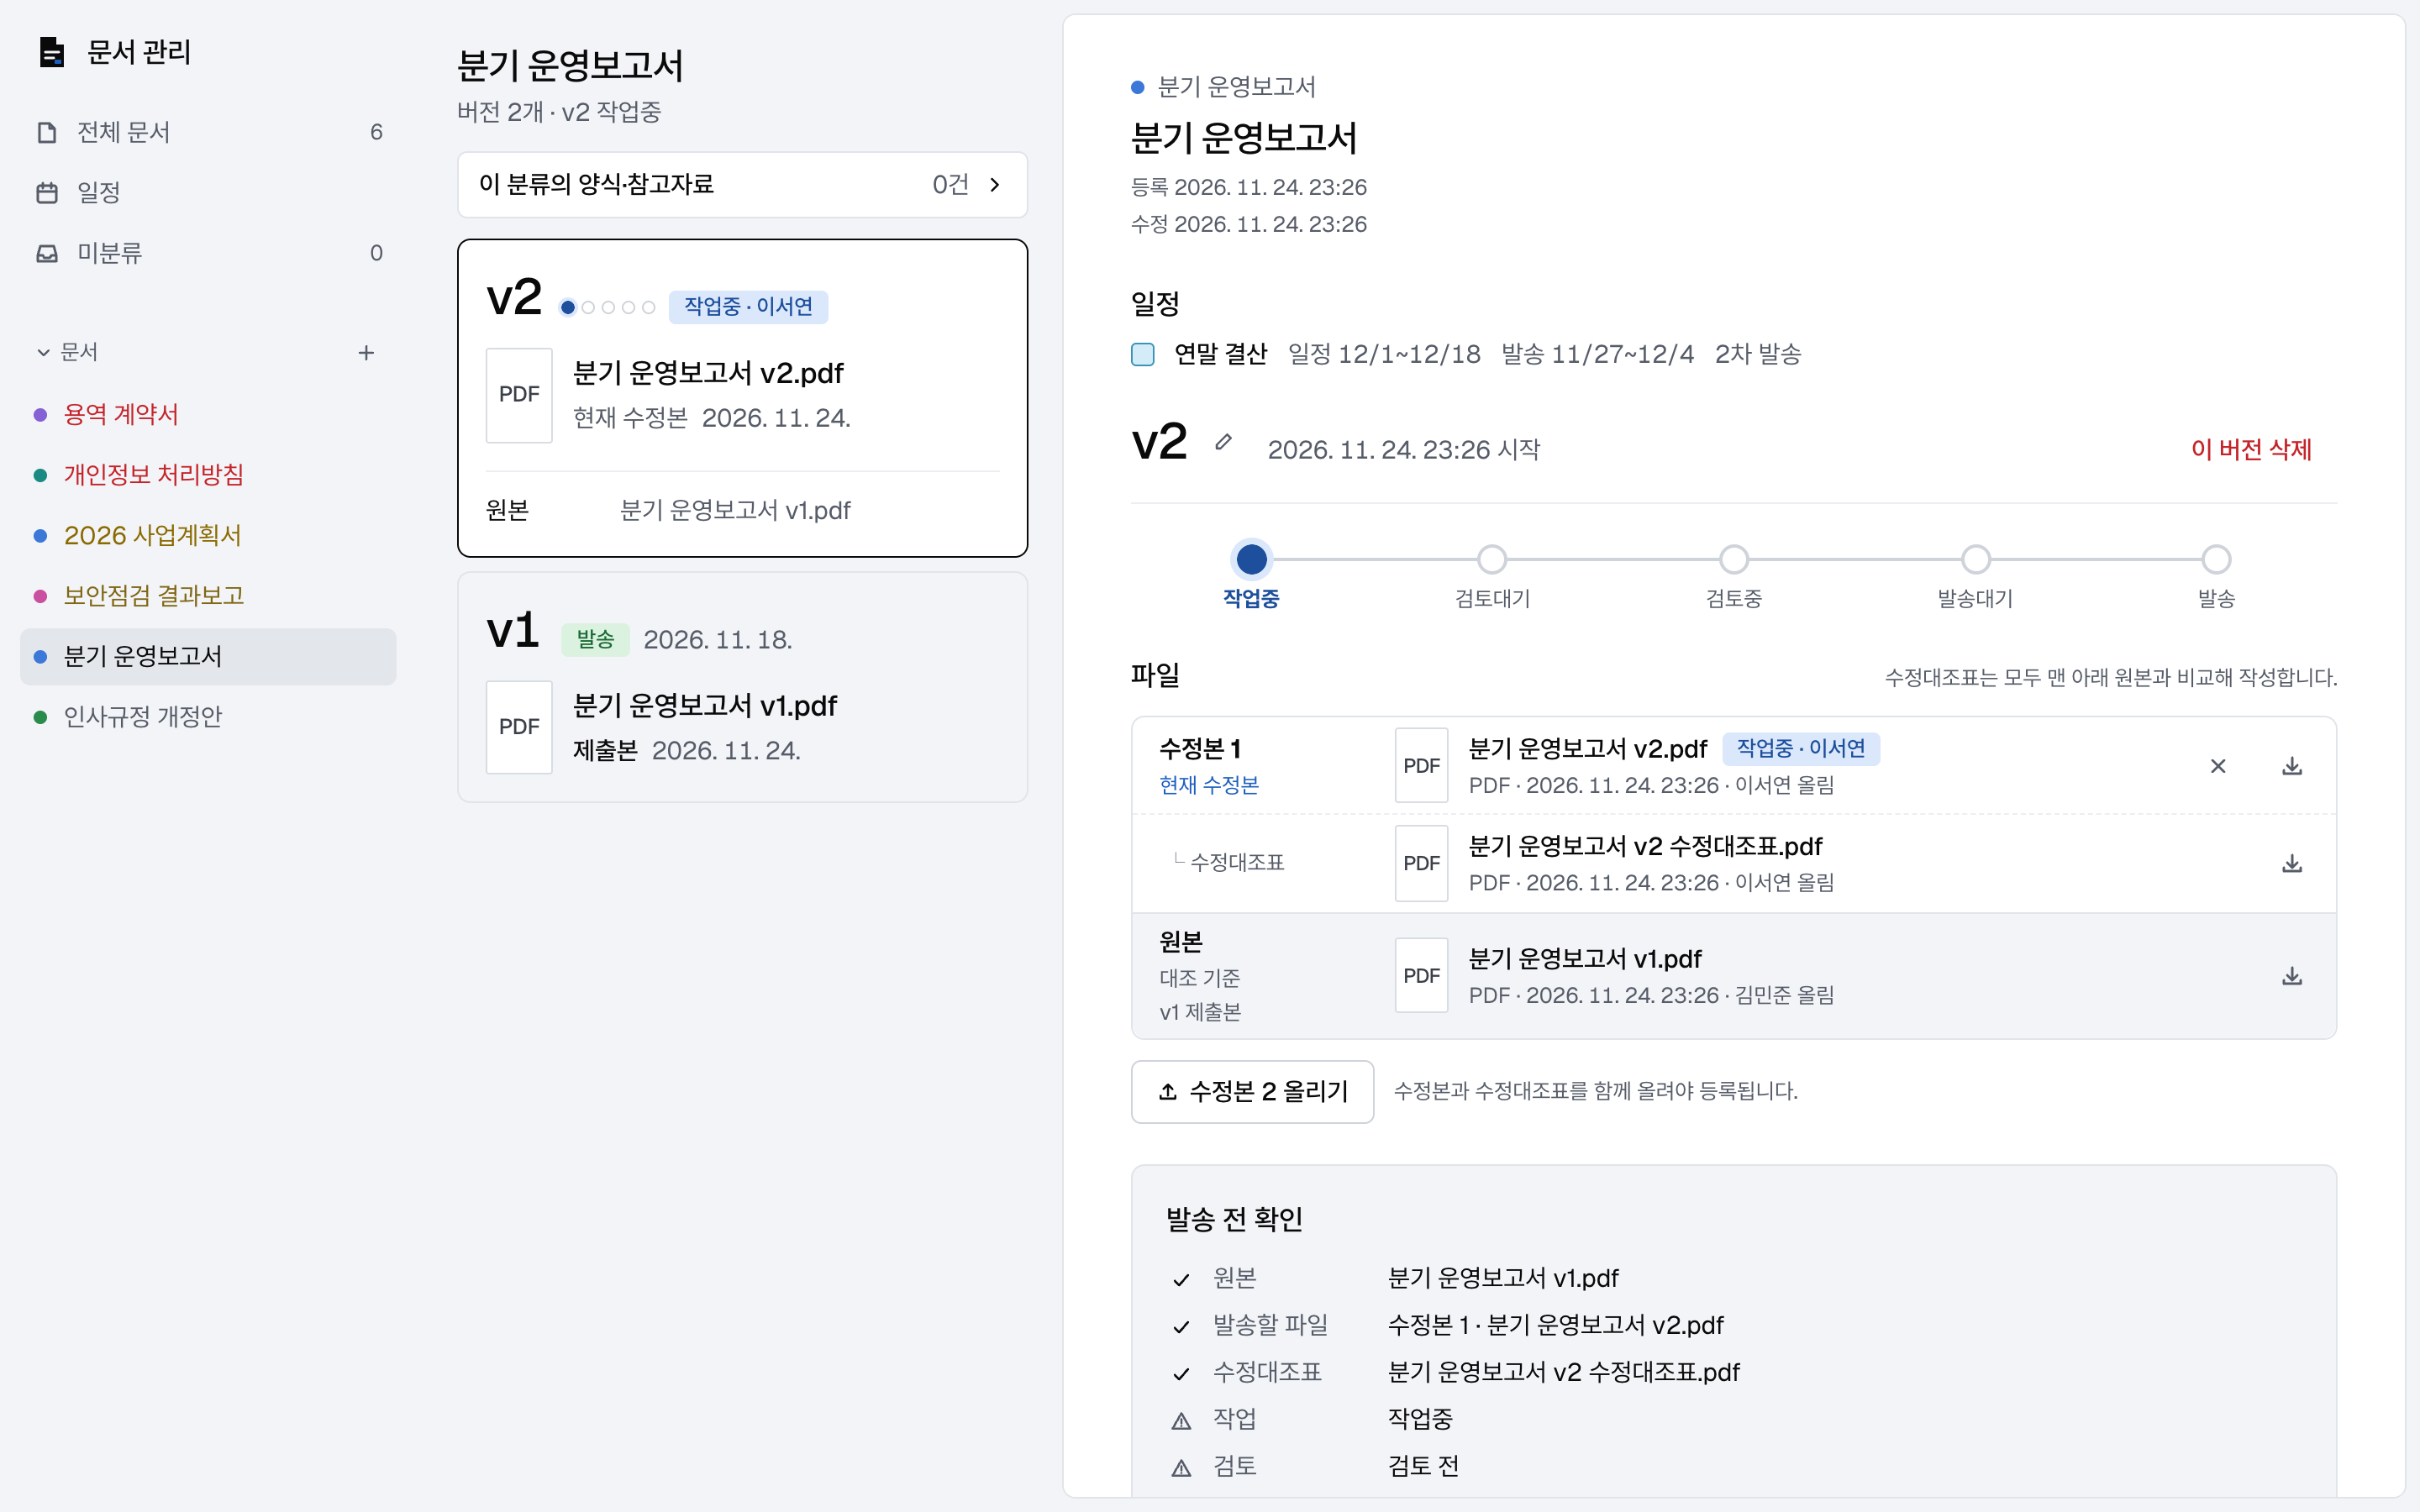 문서 관리
전체 문서 6
일정
미분류 0
문서
용역 계약서
개인정보 처리방침
2026 사업계획서
보안점검 결과보고
분기 운영보고서
인사규정 개정안
분기 운영보고서
버전 2개 · v2 작업중
이 분류의 양식·참고자료 0건
v2 작업중 · 이서연
PDF
분기 운영보고서 v2.pdf
현재 수정본 2026. 11. 24.
원본 분기 운영보고서 v1.pdf
v1 발송 2026. 11. 18.
PDF
분기 운영보고서 v1.pdf
제출본 2026. 11. 24.
분기 운영보고서
분기 운영보고서
등록 2026. 11. 24. 23:26
수정 2026. 11. 24. 23:26
일정
연말 결산 일정 12/1~12/18 발송 11/27~12/4 2차 발송
v2 2026. 11. 24. 23:26 시작 이 버전 삭제
작업중 검토대기 검토중 발송대기 발송
파일 수정대조표는 모두 맨 아래 원본과 비교해 작성합니다.
수정본 1
현재 수정본
PDF
분기 운영보고서 v2.pdf 작업중 · 이서연
PDF · 2026. 11. 24. 23:26 · 이서연 올림
└ 수정대조표
PDF
분기 운영보고서 v2 수정대조표.pdf
PDF · 2026. 11. 24. 23:26 · 이서연 올림
원본
대조 기준
v1 제출본
PDF
분기 운영보고서 v1.pdf
PDF · 2026. 11. 24. 23:26 · 김민준 올림
수정본 2 올리기 수정본과 수정대조표를 함께 올려야 등록됩니다.
발송 전 확인
원본 분기 운영보고서 v1.pdf
발송할 파일 수정본 1 · 분기 운영보고서 v2.pdf
수정대조표 분기 운영보고서 v2 수정대조표.pdf
작업 작업중
검토 검토 전